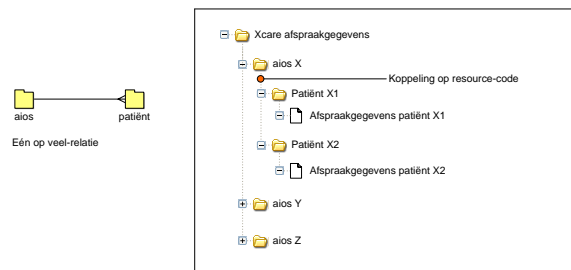 aios
patiënt
Eén op veel-relatie
Xcare afspraakgegevens
aios X
Koppeling op resource-code
Patiënt X1
Afspraakgegevens patiënt X1
Patiënt X2
Afspraakgegevens patiënt X2
aios Y
aios Z